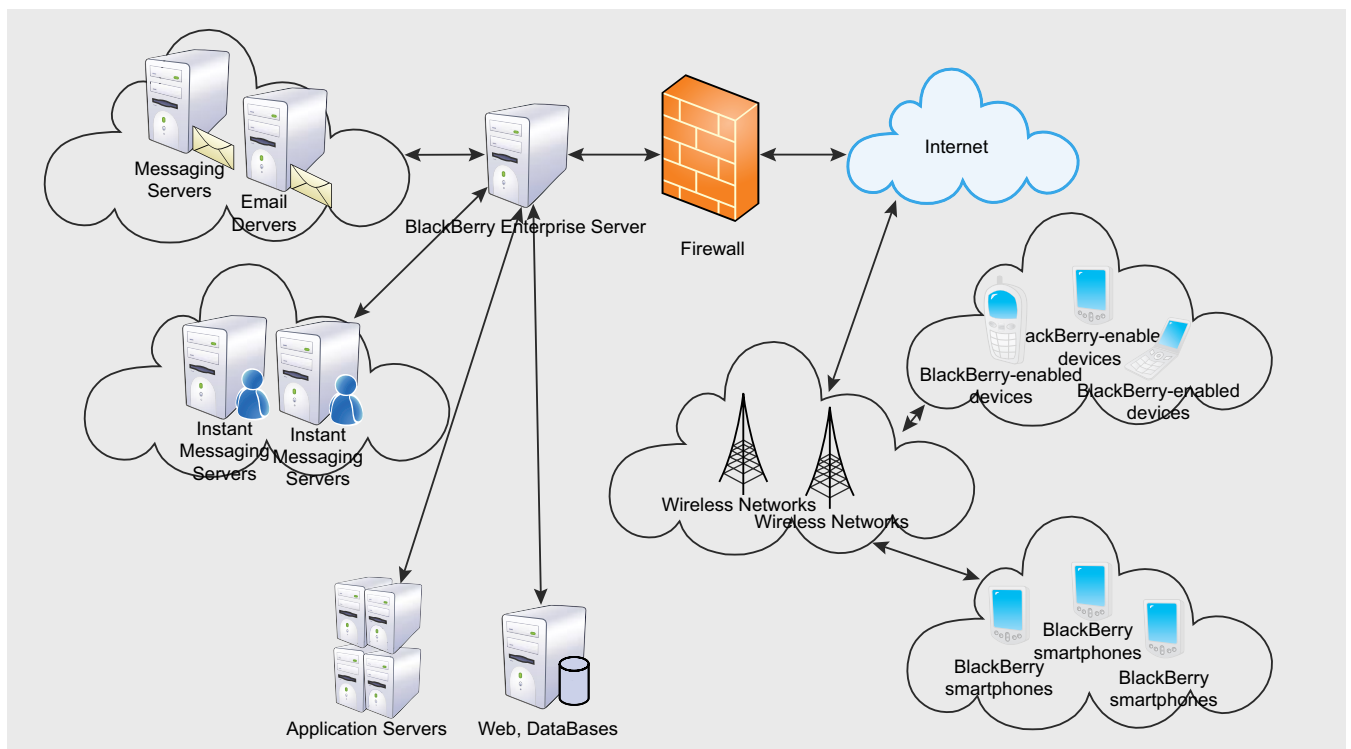 Messaging
Servers
Email
Dervers
BlackBerry Enterprise Server
Firewall
Internet
ackBerry-enable
devices
BlackBerry-enabled
devices
BlackBerry-enabled
devices
Instant
Messaging
Servers
Instant
Messaging
Servers
Wireless Networks
Wireless Networks
BlackBerry
smartphones
BlackBerry
smartphones
BlackBerry
smartphones
Application Servers
Web, DataBases